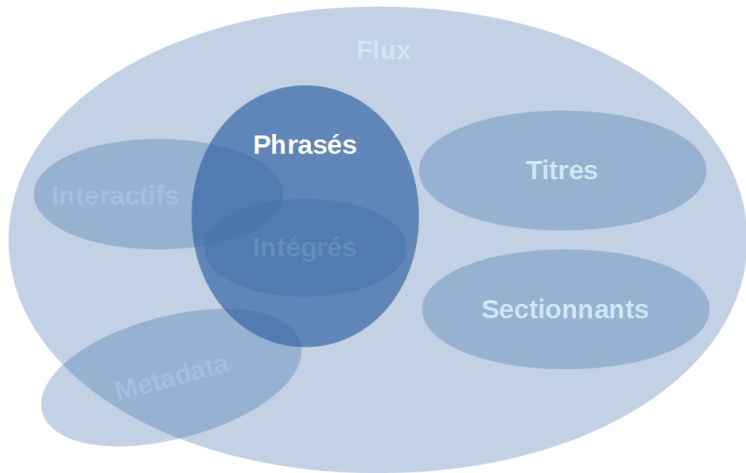 Flux
Phrasés
Titres
Interactifs
Intégrés
Sectionnants
Metadata